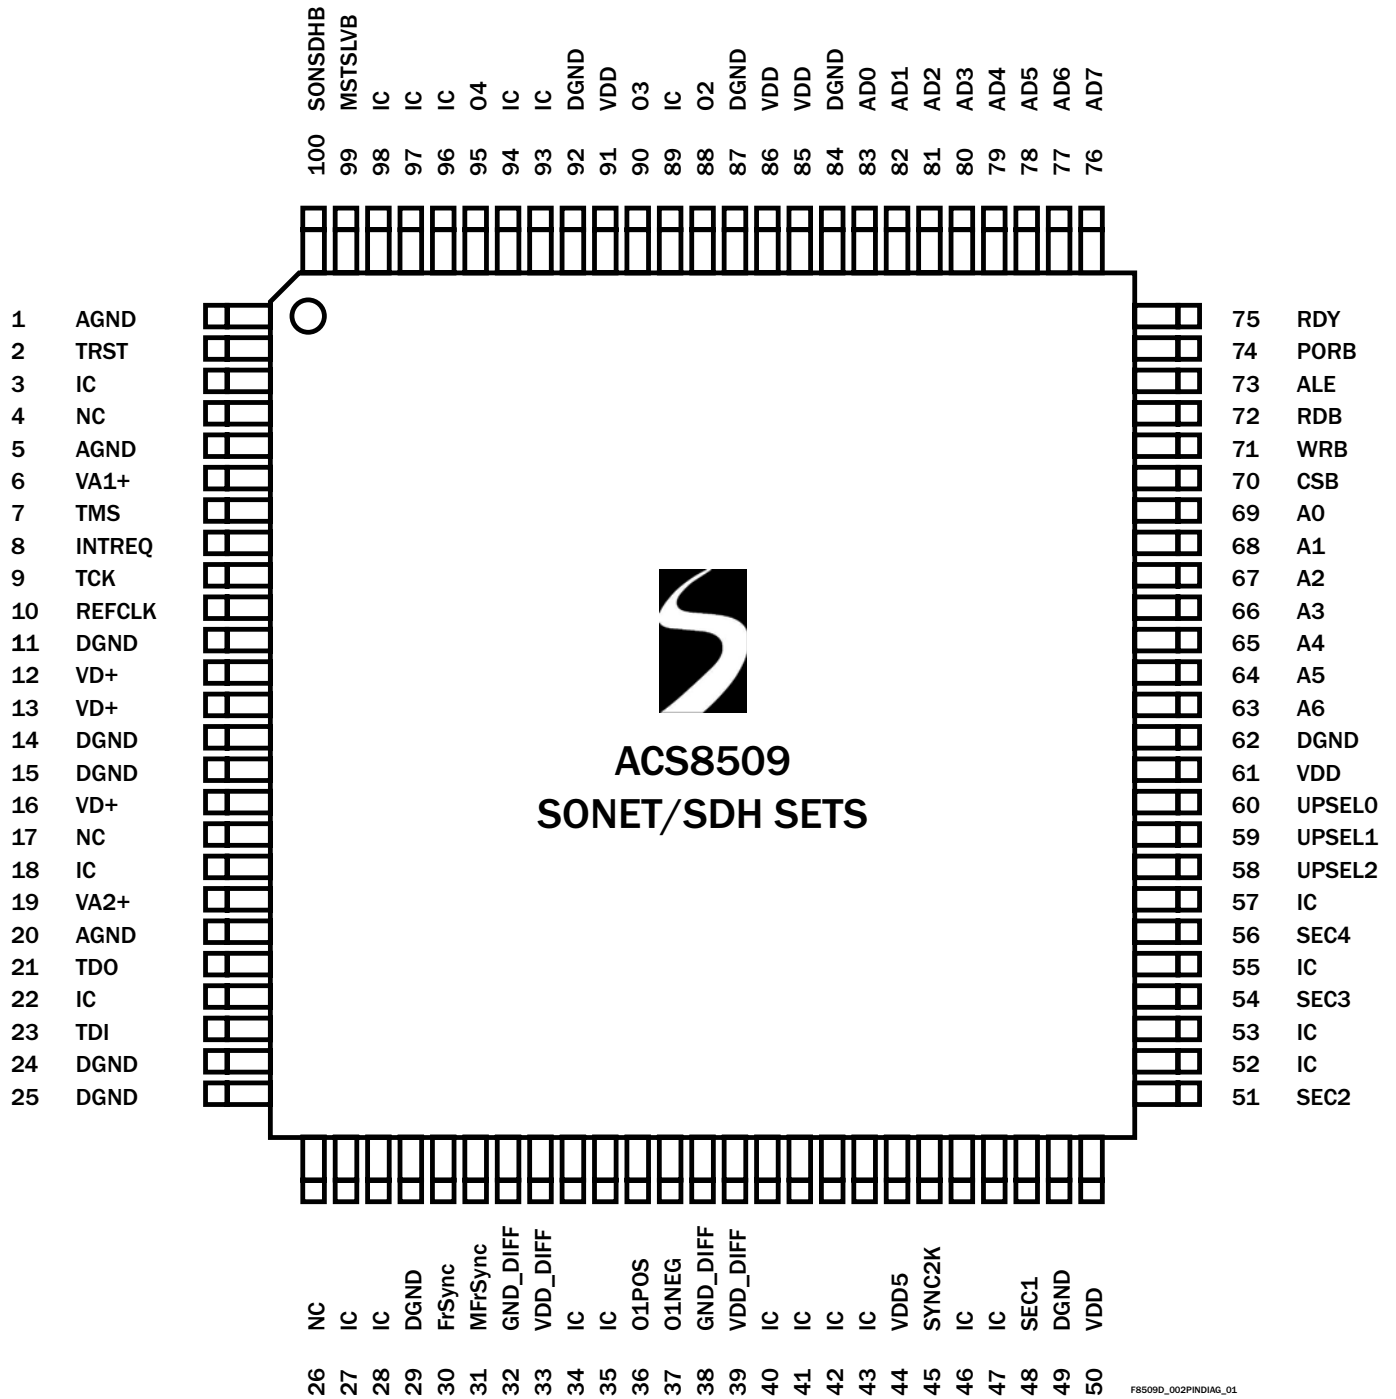 100 SONSDHB
99 MSTSLVB
98 IC
97 IC
96 IC
95 O4
94 IC
93 IC
92 DGND
91 VDD
90 O3
89 IC
88 O2
87 DGND
86 VDD
85 VDD
84 DGND
83 AD0
82 AD1
81 AD2
80 AD3
79 AD4
78 AD5
77 AD6
76 AD7
1 AGND
2 TRST
3 IC
4 NC
5 AGND
6 VA1+
7 TMS
8 INTREQ
9 TCK
10 REFCLK
11 DGND
12 VD+
13 VD+
14 DGND
15 DGND
16 VD+
17 NC
18 IC
19 VA2+
20 AGND
21 TDO
22 IC
23 TDI
24 DGND
25 DGND
ACS8509
SONET/SDH SETS
75 RDY
74 PORB
73 ALE
72 RDB
71 WRB
70 CSB
69 A0
68 A1
67 A2
66 A3
65 A4
64 A5
63 A6
62 DGND
61 VDD
60 UPSEL0
59 UPSEL1
58 UPSEL2
57 IC
56 SEC4
55 IC
54 SEC3
53 IC
52 IC
51 SEC2
26 NC
27 IC
28 IC
29 DGND
30 FrSync
31 MFrSync
32 GND_DIFF
33 VDD_DIFF
34 IC
35 IC
36 O1POS
37 O1NEG
38 GND_DIFF
39 VDD_DIFF
40 IC
41 IC
42 IC
43 IC
44 VDD5
45 SYNC2K
46 IC
47 IC
48 SEC1
49 DGND
50 VDD
F8509D_002PINDIAG_01